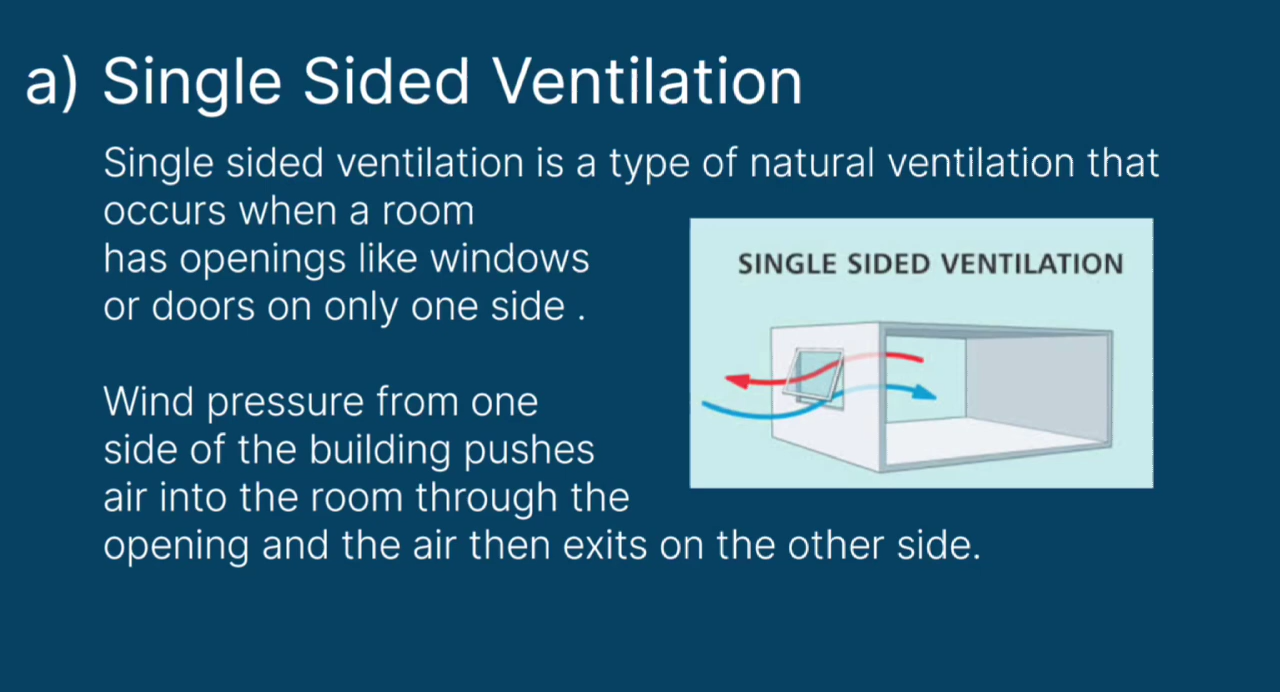 a) Single Sided Ventilation
Single sided ventilation is a type of natural ventilation that
occurs when a room
has openings like windows
or doors on only one side .
SINGLE SIDED VENTILATION
Wind pressure from one
side of the building pushes
air into the room through the
opening and the air then exits on the other side.